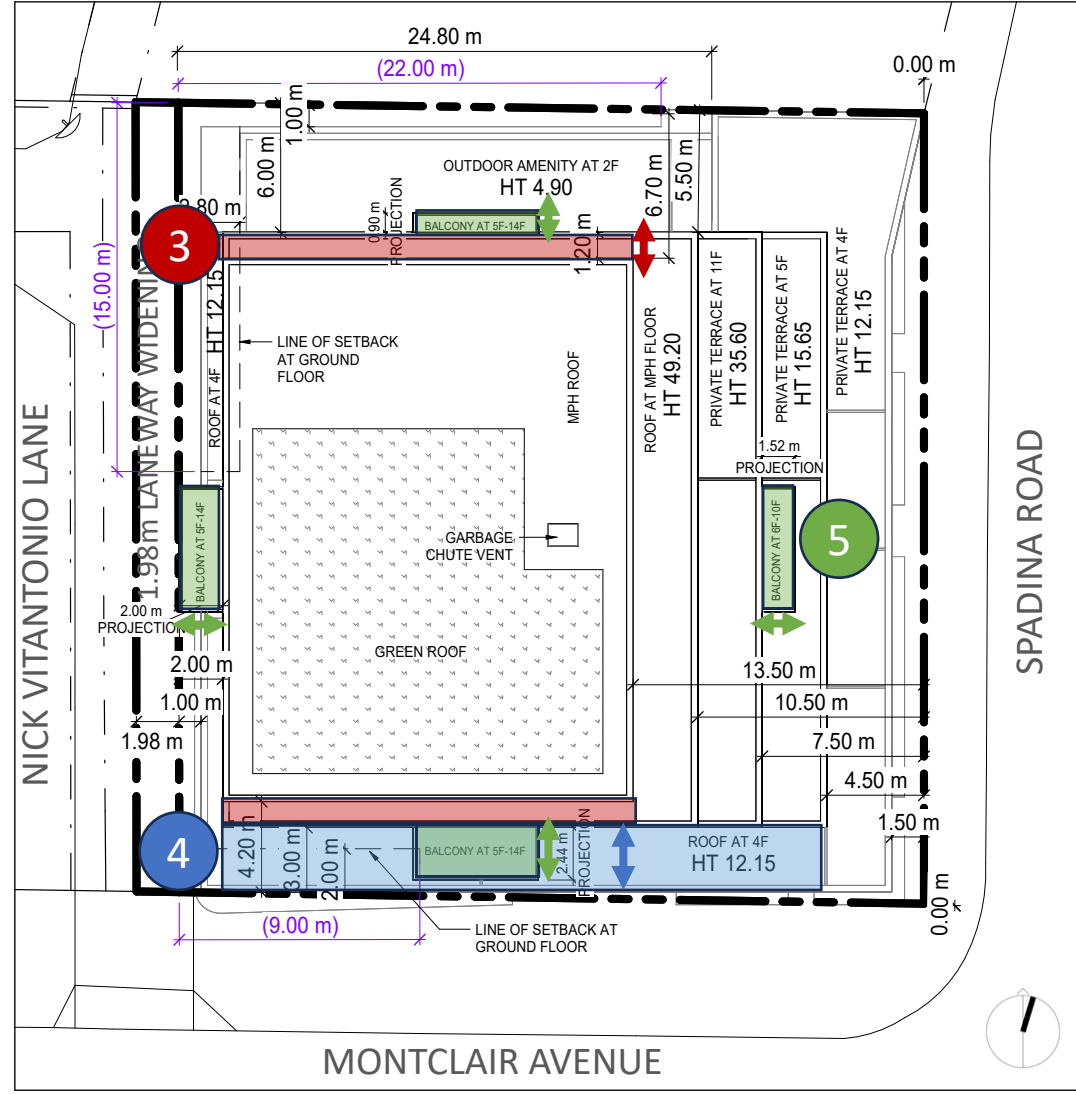 24.80 m
(22.00 m)
0.00 m
1.00 m
6.00 m
OUTDOOR AMENITY AT 2F
HT 4.90
6.70 m
5.50 m
0.90 m
PROJECTION
BALCONY AT 5F-14F
1.20 m
3
(15.00 m)
1.98m LANEWAY
ROOF AT 4F
HT 12.15
LINE OF SETBACK
AT GROUND
FLOOR
MPH ROOF
ROOF AT MPH FLOOR
HT 49.20
PRIVATE TERRACE AT 11F
HT 35.60
PRIVATE TERRACE AT 5F
HT 15.65
PRIVATE TERRACE AT 4F
HT 12.15
1.52 m
PROJECTION
NICK VITANTONIO LANE
SPADINA ROAD
BALCONY AT 5F-14F
GARBAGE
CHUTE VENT
BALCONY AT 6F-10F
5
2.00 m
PROJECTION
GREEN ROOF
2.00 m
1.00 m
1.98 m
13.50 m
10.50 m
7.50 m
4.50 m
1.50 m
4
4.20 m
3.00 m
2.00 m
BALCONY AT 5F-14F
2.44 m
PROJECTION
ROOF AT 4F
HT 12.15
(9.00 m)
LINE OF SETBACK AT
GROUND FLOOR
0.00 m
MONTCLAIR AVENUE